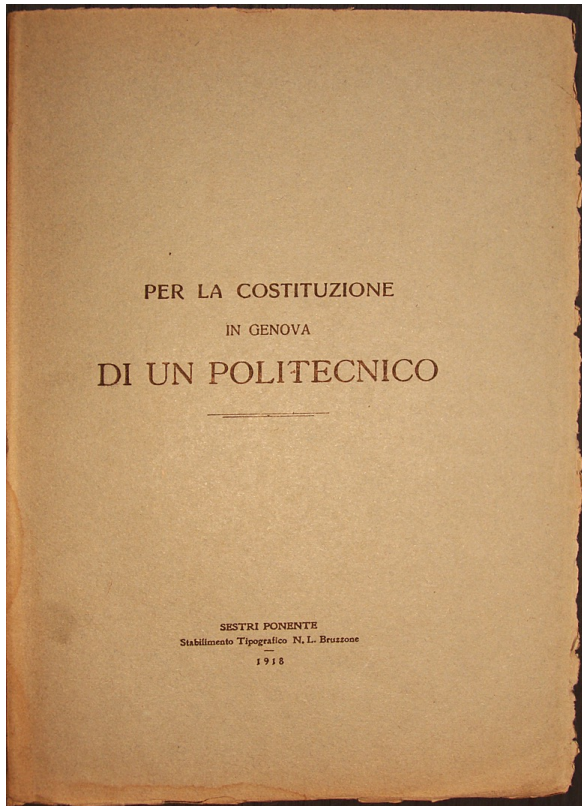 PER LA COSTITUZIONE
IN GENOVA
DI UN POLITECNICO
SESTRI PONENTE
Stabilimento Tipografico N. L. Bruzzone
1918